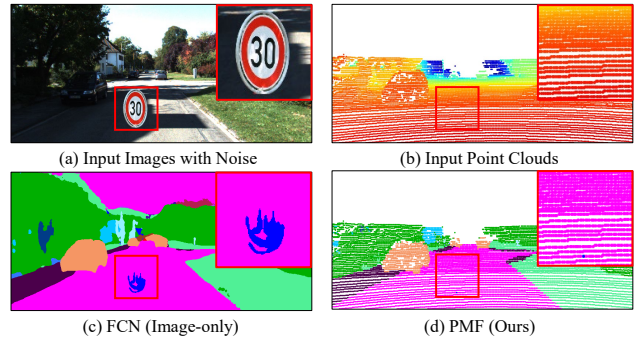 30
30
(a) Input Images with Noise
(b) Input Point Clouds
(c) FCN (Image-only)
(d) PMF (Ours)